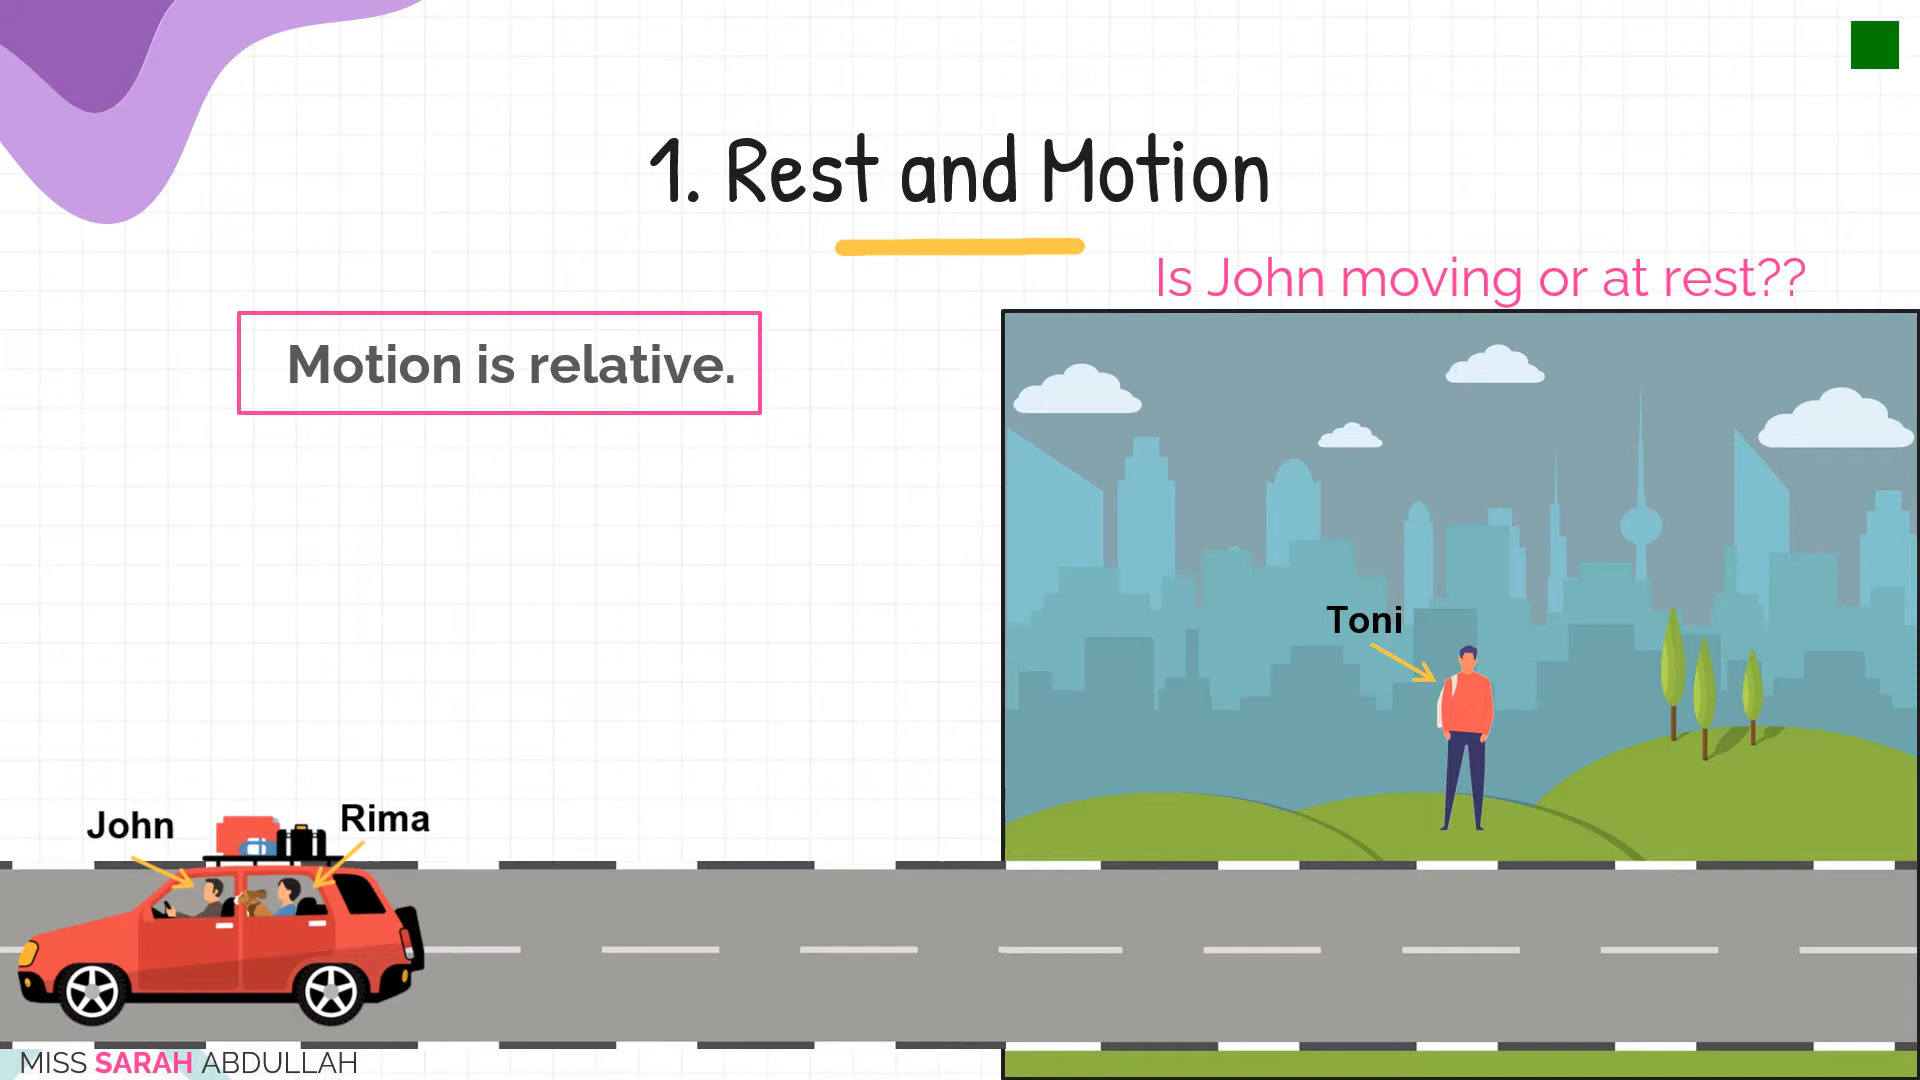 1. Rest and Motion
Is John moving or at rest??
Motion is relative.
Toni
John
Rima
MISS SARAH ABDULLAH